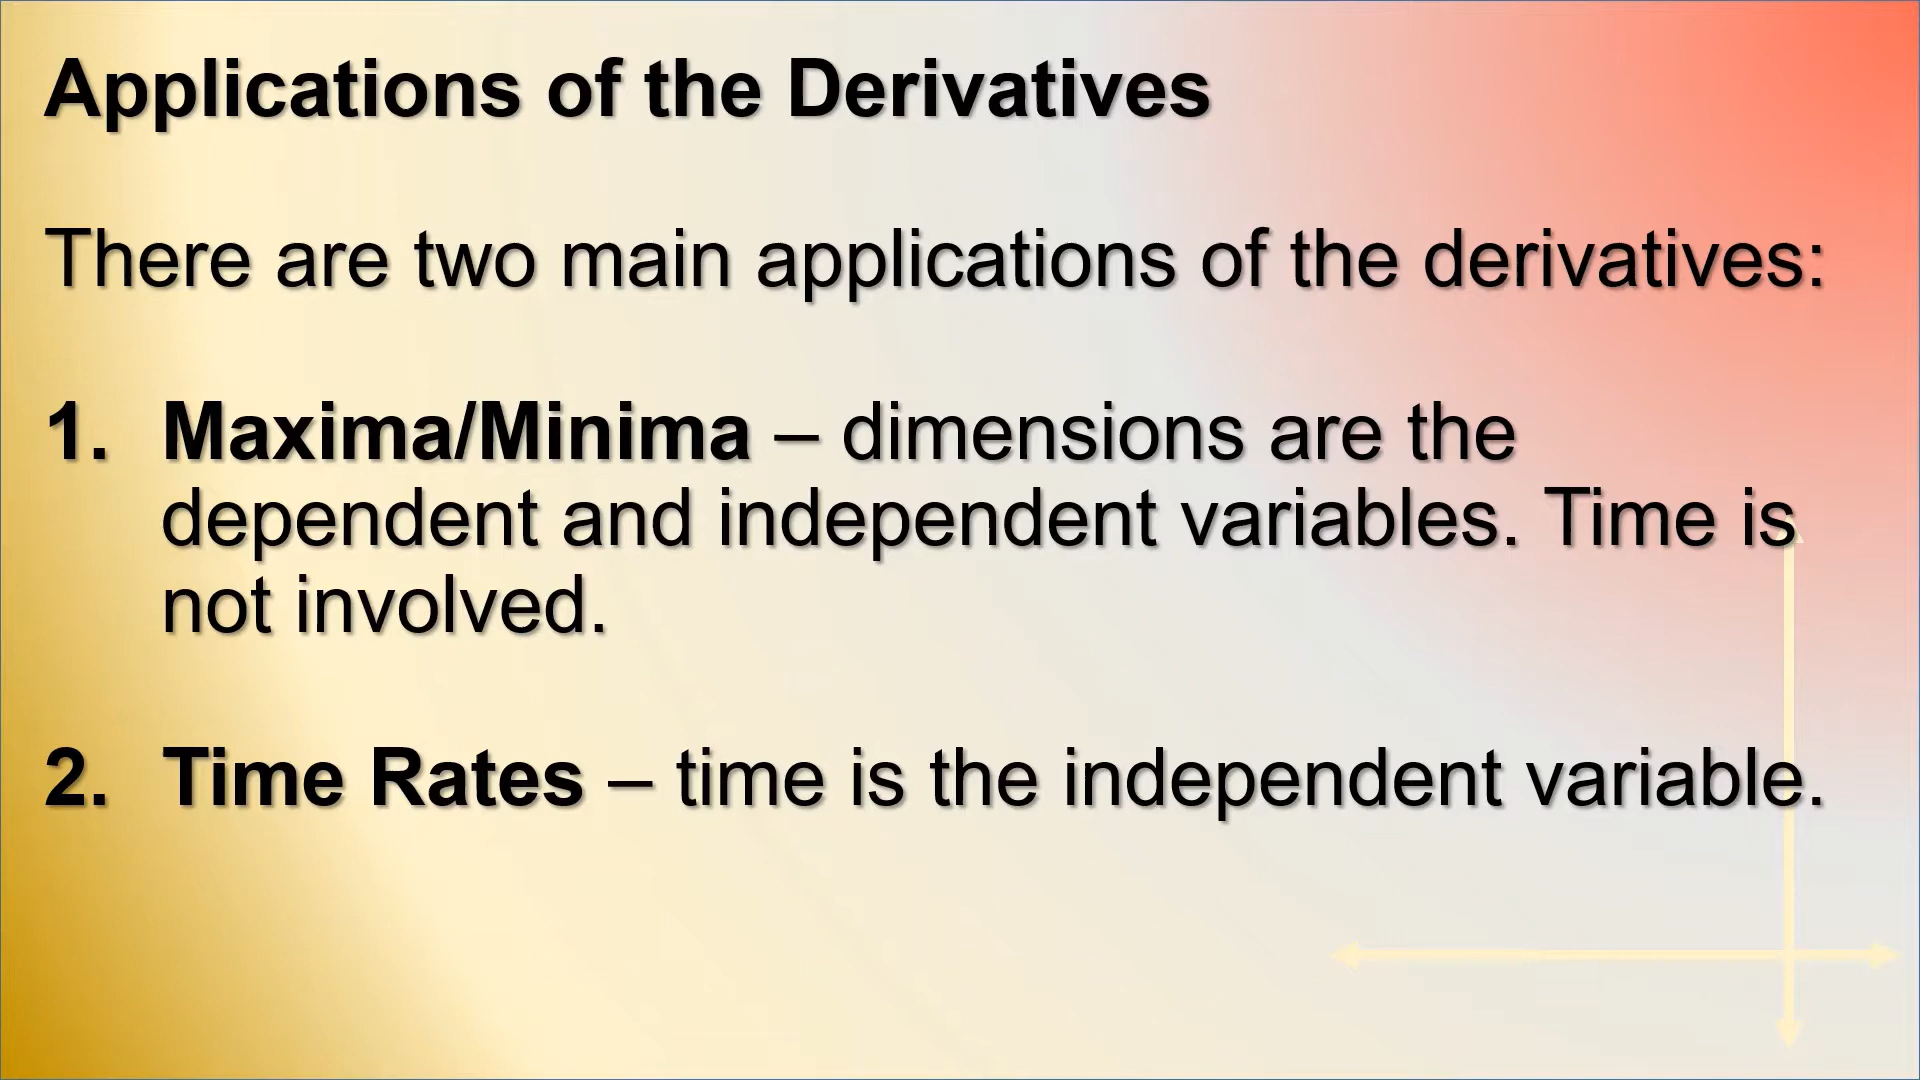 Applications of the Derivatives
There are two main applications of the derivatives:
1. Maxima/Minima – dimensions are the
dependent and independent variables. Time is
not involved.
2. Time Rates – time is the independent variable.